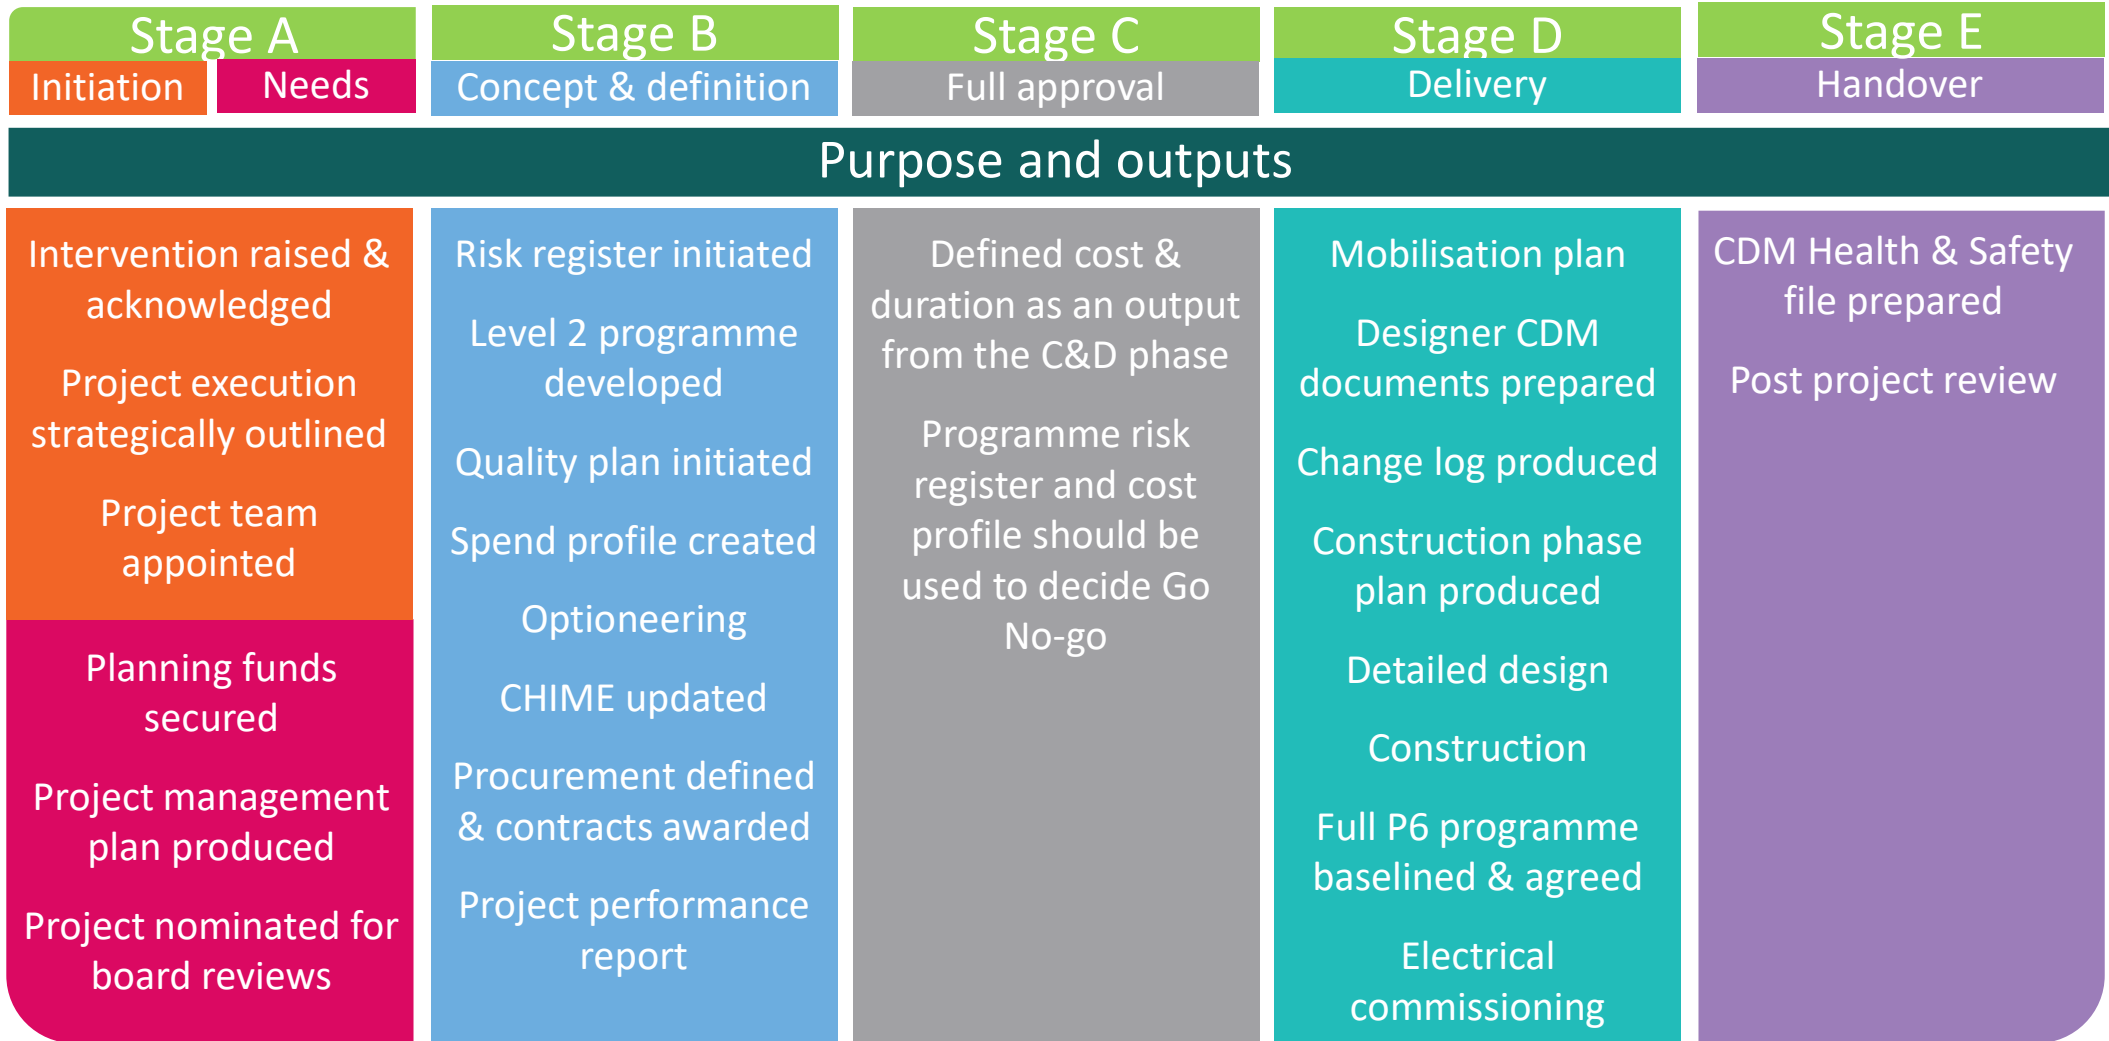 Stage A
Initiation
Needs
Stage B
Concept & definition
Stage C
Full approval
Stage D
Delivery
Stage E
Handover
Purpose and outputs
Intervention raised &
acknowledged
Project execution
strategically outlined
Project team
appointed
Planning funds
secured
Project management
plan produced
Project nominated for
board reviews
Risk register initiated
Level 2 programme
developed
Quality plan initiated
Spend profile created
Optioneering
CHIME updated
Procurement defined
& contracts awarded
Project performance
report
Defined cost &
duration as an output
from the C&D phase
Programme risk
register and cost
profile should be
used to decide Go
No-go
Mobilisation plan
Designer CDM
documents prepared
Change log produced
Construction phase
plan produced
Detailed design
Construction
Full P6 programme
baselined & agreed
Electrical
commissioning
CDM Health & Safety
file prepared
Post project review